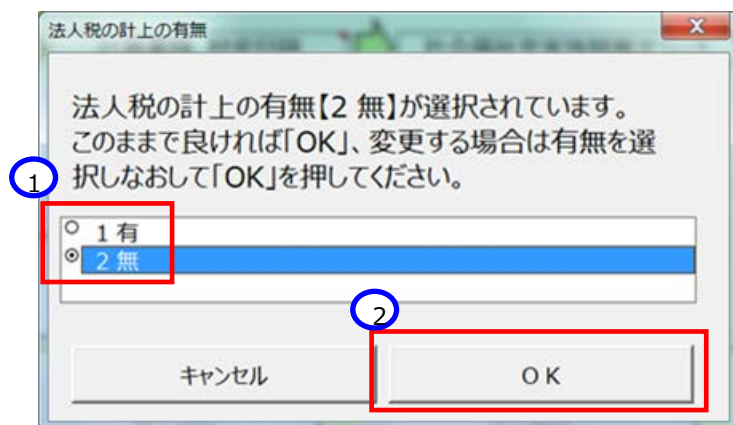 法人税の計上の有無
法人税の計上の有無【2 無】が選択されています。
このままで良ければ「OK」、変更する場合は有無を選
択しなおして「OK」を押してください。
1
1 有
2 無
2
キャンセル
OK